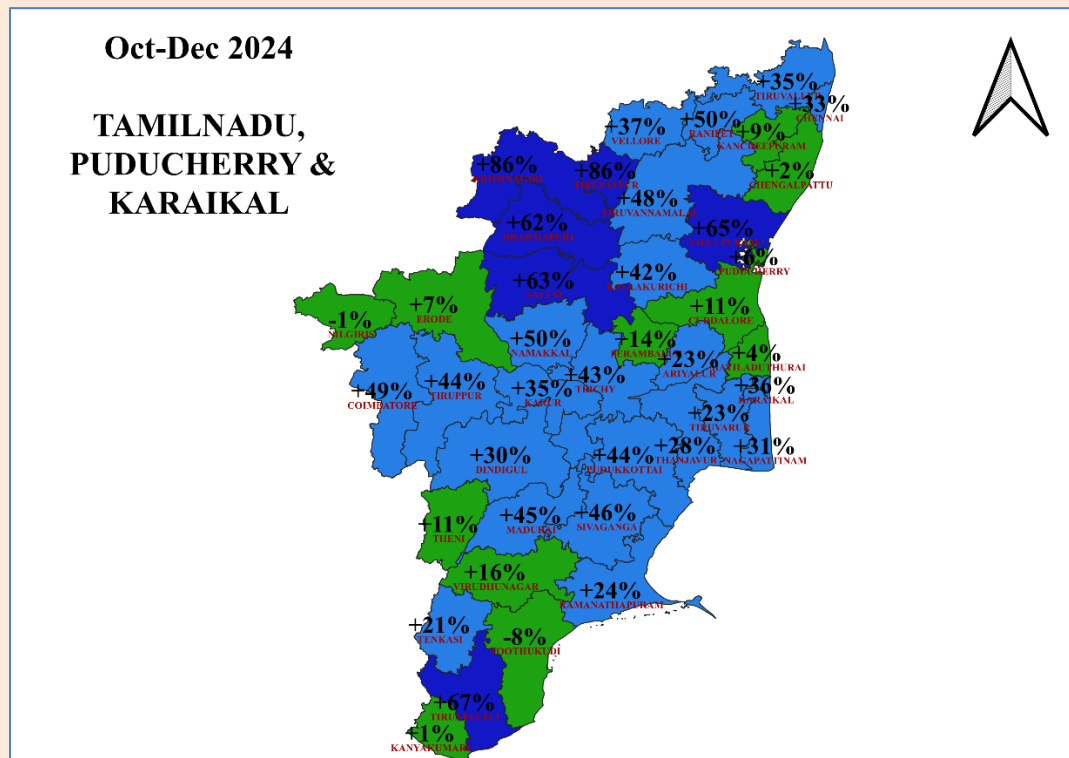 Oct-Dec 2024
TAMILNADU,
PUDUCHERRY &
KARAIKAL
+35%
TIRUVALLUR
+33%
CHENNAI
+37%
VELLORE
+50%
RANIPET
+9%
KANCHEEPURAM
+2%
CHENGALPATTU
+86%
+86%
TIRUPATTUR
+48%
TIRUVANNAMALAI
+62%
DHARMAPURI
+65%
VILLUPURAM
+6%
PUDUCHERRY
+63%
SALEM
+42%
KALLAKURICHI
+7%
ERODE
-1%
NILGIRIS
+11%
CUDDALORE
+50%
NAMAKKAL
+14%
+23%
ARIYALUR
+4%
+49%
COIMBATORE
+44%
TIRUPPUR
+35%
KARUR
+43%
TRICHY
+36%
KARAIKAL
+23%
TIRUVARUR
+30%
DINDIGUL
+44%
PUDUKKOTTAI
+28%
THANJAVUR
+31%
NAGAPATTINAM
+11%
THENI
+45%
MADURAI
+46%
SIVAGANGA
+16%
VIRUDHUNAGAR
+24%
RAMANATHAPURAM
+21%
TENKASI
-8%
TOOTHUKUDI
+67%
TIRUNELVELI
+1%
KANYAKUMARI